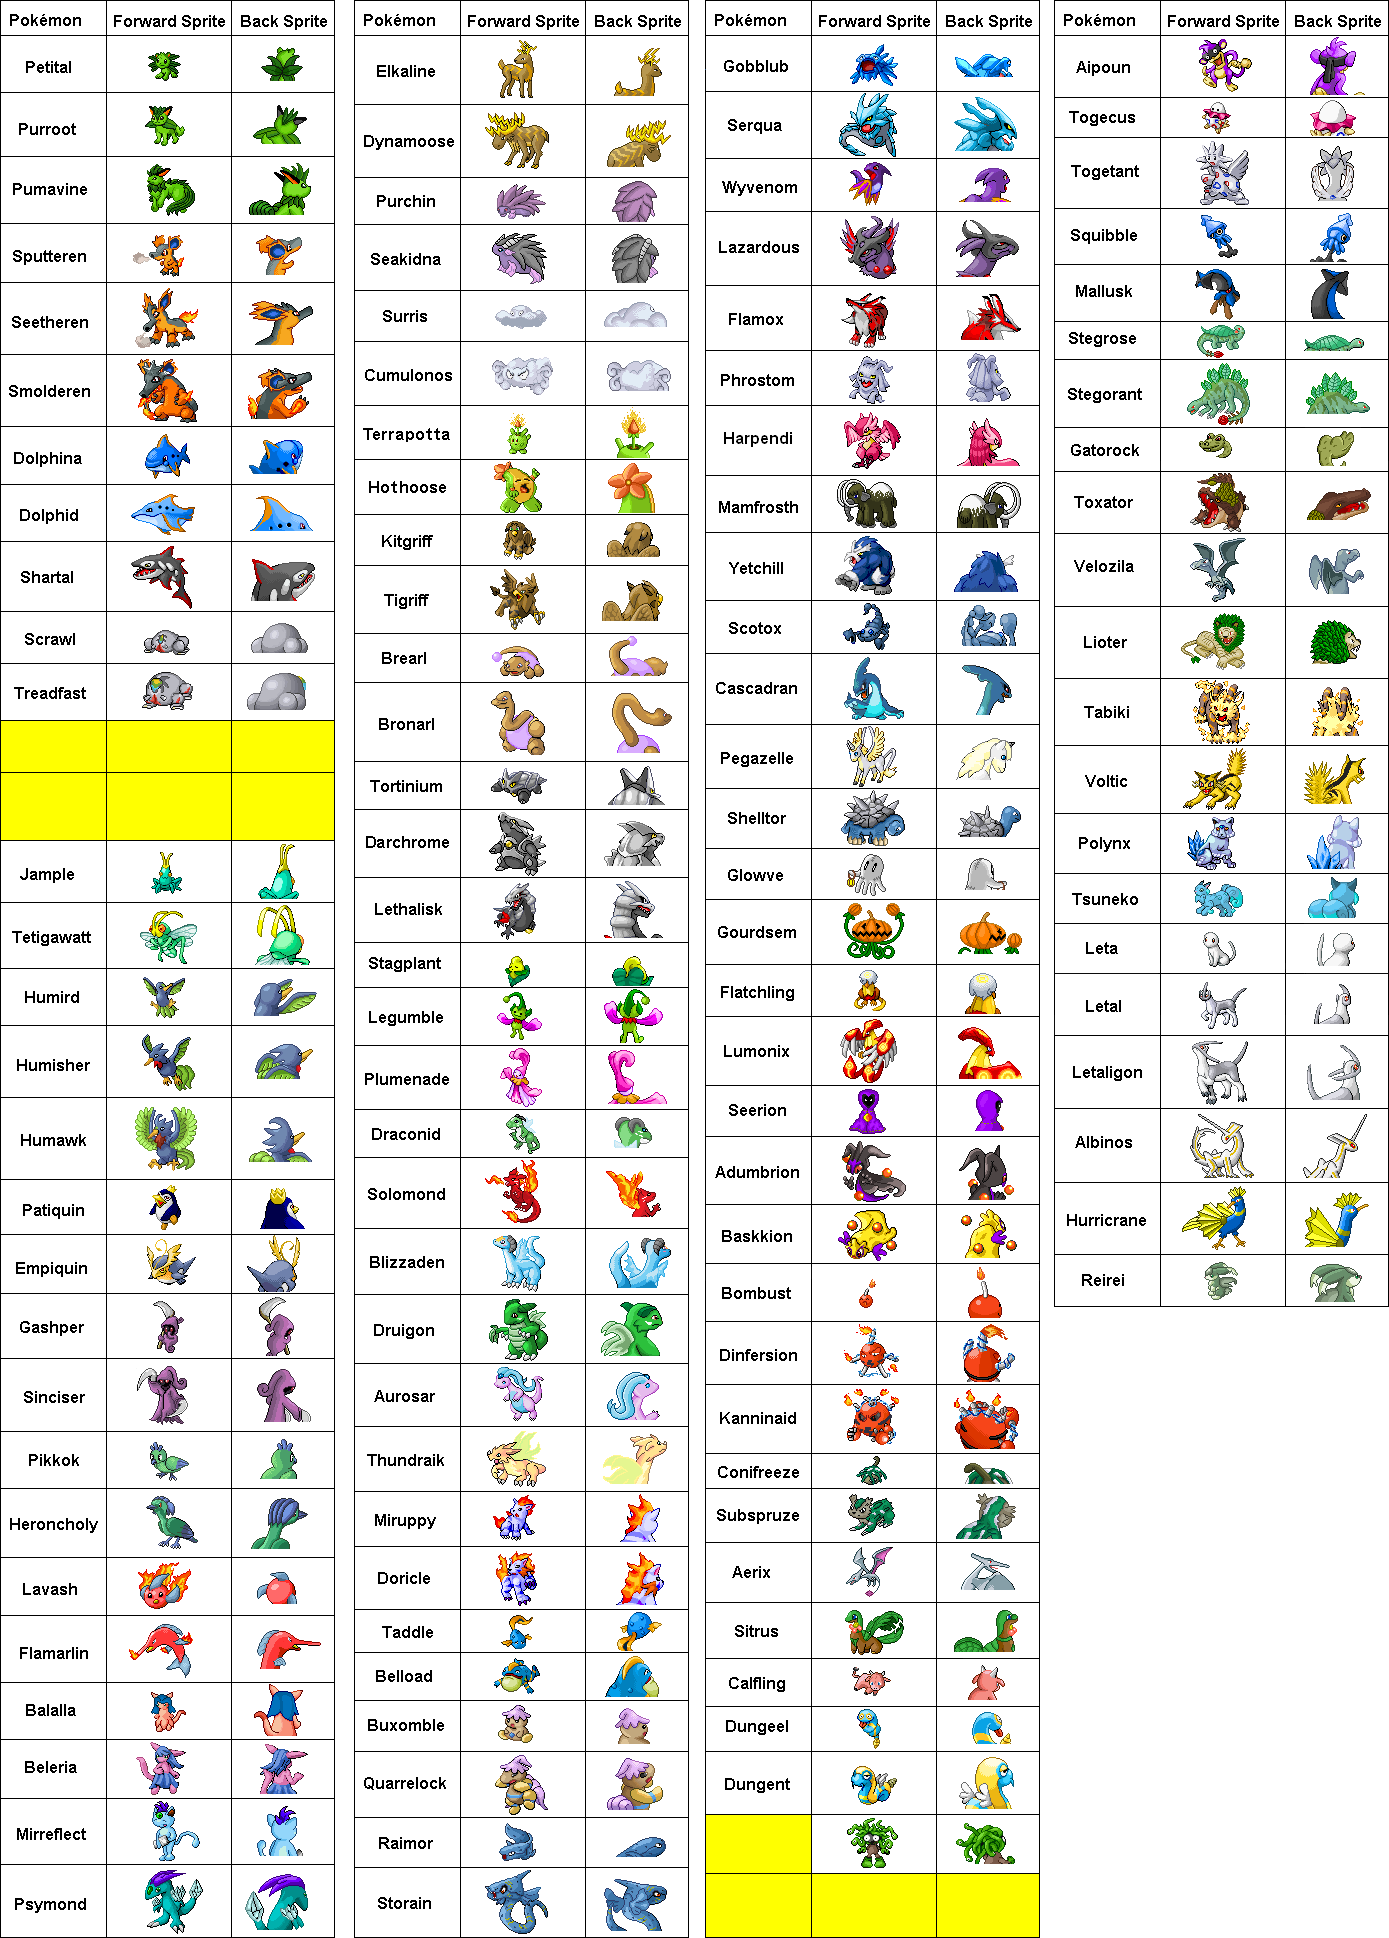 Pokémon Forward Sprite Back Sprite
Petital
Purroot
Pumavine
Sputteren
Seetheren
Smolderen
Dolphina
Dolphid
Shartal
Scrawl
Treadfast
Jample
Tetigawatt
Humird
Humisher
Humawk
Patiquin
Empiquin
Gashper
Sinciser
Pikkok
Heroncholy
Lavash
Flamarlin
Balalla
Beleria
Mirreflect
Psymond
Pokémon Forward Sprite Back Sprite
Elkaline
Dynamoose
Purchin
Seakidna
Surris
Cumulonos
Terrapotta
Hothoose
Kitgriff
Tigriff
Brearl
Bronarl
Tortinium
Darchrome
Lethalisk
Stagplant
Legumble
Plumenade
Draconid
Solomond
Blizzaden
Druigon
Aurosar
Thundraik
Miruppy
Doricle
Taddle
Belload
Buxomble
Quarrelock
Raimor
Storain
Pokémon Forward Sprite Back Sprite
Gobblub
Serqua
Wyvenom
Lazardous
Flamox
Phrostom
Harpendi
Mamfrosth
Yetchill
Scotox
Cascadran
Pegazelle
Shelltor
Glowve
Gourdsem
Flatchling
Lumonix
Seerion
Adumbrion
Baskkion
Bombust
Dinfersion
Kanninaid
Conifreeze
Subspruze
Aerix
Sitrus
Calfling
Dungeel
Dungent
Pokémon Forward Sprite Back Sprite
Aipoun
Togecus
Togetant
Squibble
Mallusk
Stegrose
Stegorant
Gatorock
Toxator
Velozila
Lioter
Tabiki
Voltic
Polynx
Tsuneko
Leta
Letal
Letaligon
Albinos
Hurricrane
Reirei